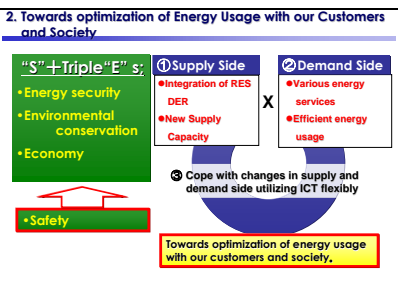 2. Towards optimization of Energy Usage with our Customers
and Society
“S”＋Triple“E” s;
•Energy security
•Environmental
conservation
•Economy
•Safety
①Supply Side
●Integration of RES
DER
●New Supply
Capacity
X
②Demand Side
●Various energy
services
●Efficient energy
usage
③ Cope with changes in supply and
demand side utilizing ICT flexibly
Towards optimization of energy usage
with our customers and society.